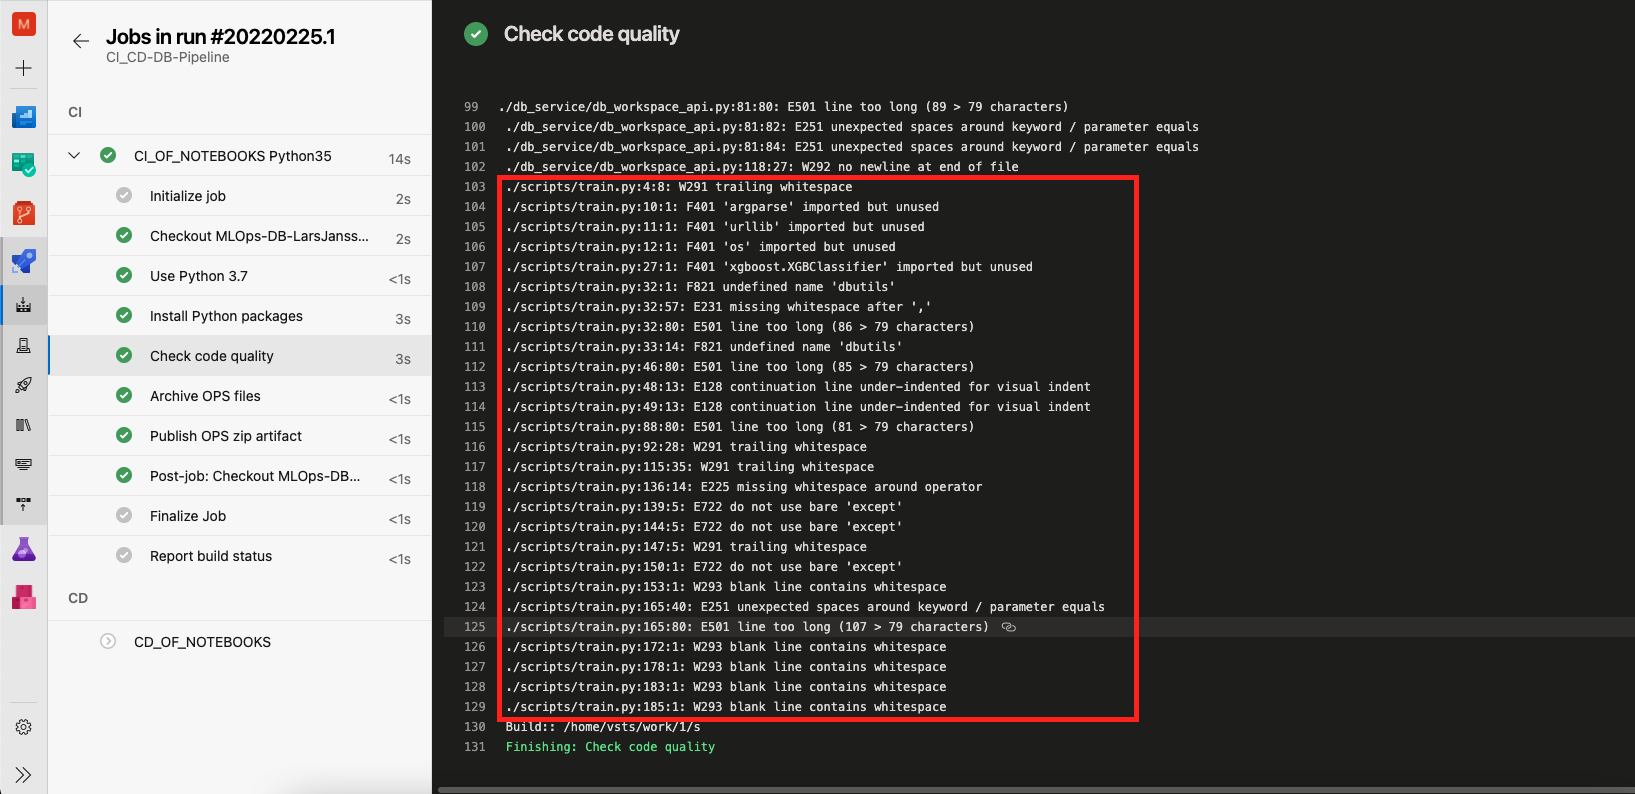 M
Jobs in run #20220225.1
CI_CD-DB-Pipeline
CI
CI_OF_NOTEBOOKS Python35 14s
Initialize job 2s
Checkout MLOps-DB-LarsJanss... 2s
Use Python 3.7 <1s
Install Python packages 3s
Check code quality 3s
Archive OPS files <1s
Publish OPS zip artifact <1s
Post-job: Checkout MLOps-DB... <1s
Finalize Job <1s
Report build status <1s
CD
CD_OF_NOTEBOOKS
Check code quality
99 ./db_service/db_workspace_api.py:81:80: E501 line too long (89 > 79 characters)
100 ./db_service/db_workspace_api.py:81:82: E251 unexpected spaces around keyword / parameter equals
101 ./db_service/db_workspace_api.py:81:84: E251 unexpected spaces around keyword / parameter equals
102 ./db_service/db_workspace_api.py:118:27: W292 no newline at end of file
103 ./scripts/train.py:4:8: W291 trailing whitespace
104 ./scripts/train.py:10:1: F401 'argparse' imported but unused
105 ./scripts/train.py:11:1: F401 'urllib' imported but unused
106 ./scripts/train.py:12:1: F401 'os' imported but unused
107 ./scripts/train.py:27:1: F401 'xgboost.XGBClassifier' imported but unused
108 ./scripts/train.py:32:1: F821 undefined name 'dbutils'
109 ./scripts/train.py:32:57: E231 missing whitespace after ','
110 ./scripts/train.py:32:80: E501 line too long (86 > 79 characters)
111 ./scripts/train.py:33:14: F821 undefined name 'dbutils'
112 ./scripts/train.py:46:80: E501 line too long (85 > 79 characters)
113 ./scripts/train.py:48:13: E128 continuation line under-indented for visual indent
114 ./scripts/train.py:49:13: E128 continuation line under-indented for visual indent
115 ./scripts/train.py:88:80: E501 line too long (81 > 79 characters)
116 ./scripts/train.py:92:28: W291 trailing whitespace
117 ./scripts/train.py:115:35: W291 trailing whitespace
118 ./scripts/train.py:136:14: E225 missing whitespace around operator
119 ./scripts/train.py:139:5: E722 do not use bare 'except'
120 ./scripts/train.py:144:5: E722 do not use bare 'except'
121 ./scripts/train.py:147:5: W291 trailing whitespace
122 ./scripts/train.py:150:1: E722 do not use bare 'except'
123 ./scripts/train.py:153:1: W293 blank line contains whitespace
124 ./scripts/train.py:165:40: E251 unexpected spaces around keyword / parameter equals
125 ./scripts/train.py:165:80: E501 line too long (107 > 79 characters)
126 ./scripts/train.py:172:1: W293 blank line contains whitespace
127 ./scripts/train.py:178:1: W293 blank line contains whitespace
128 ./scripts/train.py:183:1: W293 blank line contains whitespace
129 ./scripts/train.py:185:1: W293 blank line contains whitespace
130 Build:: /home/vsts/work/1/s
131 Finishing: Check code quality